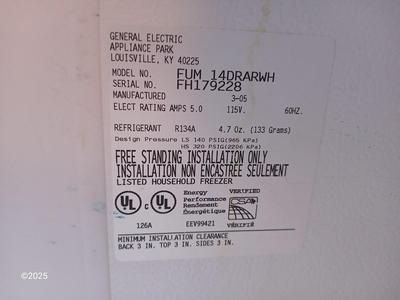 GENERAL ELECTRIC
APPLIANCE PARK
LOUISVILLE, KY 40225
MODEL NO. FUM 14DRARWH
SERIAL NO. FH179228
MANUFACTURED 3-05
ELECT RATING AMPS 5.0 115V. 60HZ.
REFRIGERANT R134A 4.7 Oz. (133 Grams)
Design Pressure LS 140 PSIG(965 KPa)
HS 320 PSIG(2206 KPa)
FREE STANDING INSTALLATION ONLY
INSTALLATION NON ENCASTREE SEULEMENT
LISTED HOUSEHOLD FREEZER
UL C UL
Energy
Performance
Rendement
Énergétique
VERIFIED
CSA
VÉRIFIÉ
126A EEV99421
MINIMUM INSTALLATION CLEARANCE
BACK 3 IN. TOP 3 IN. SIDES 3 IN.
©2025